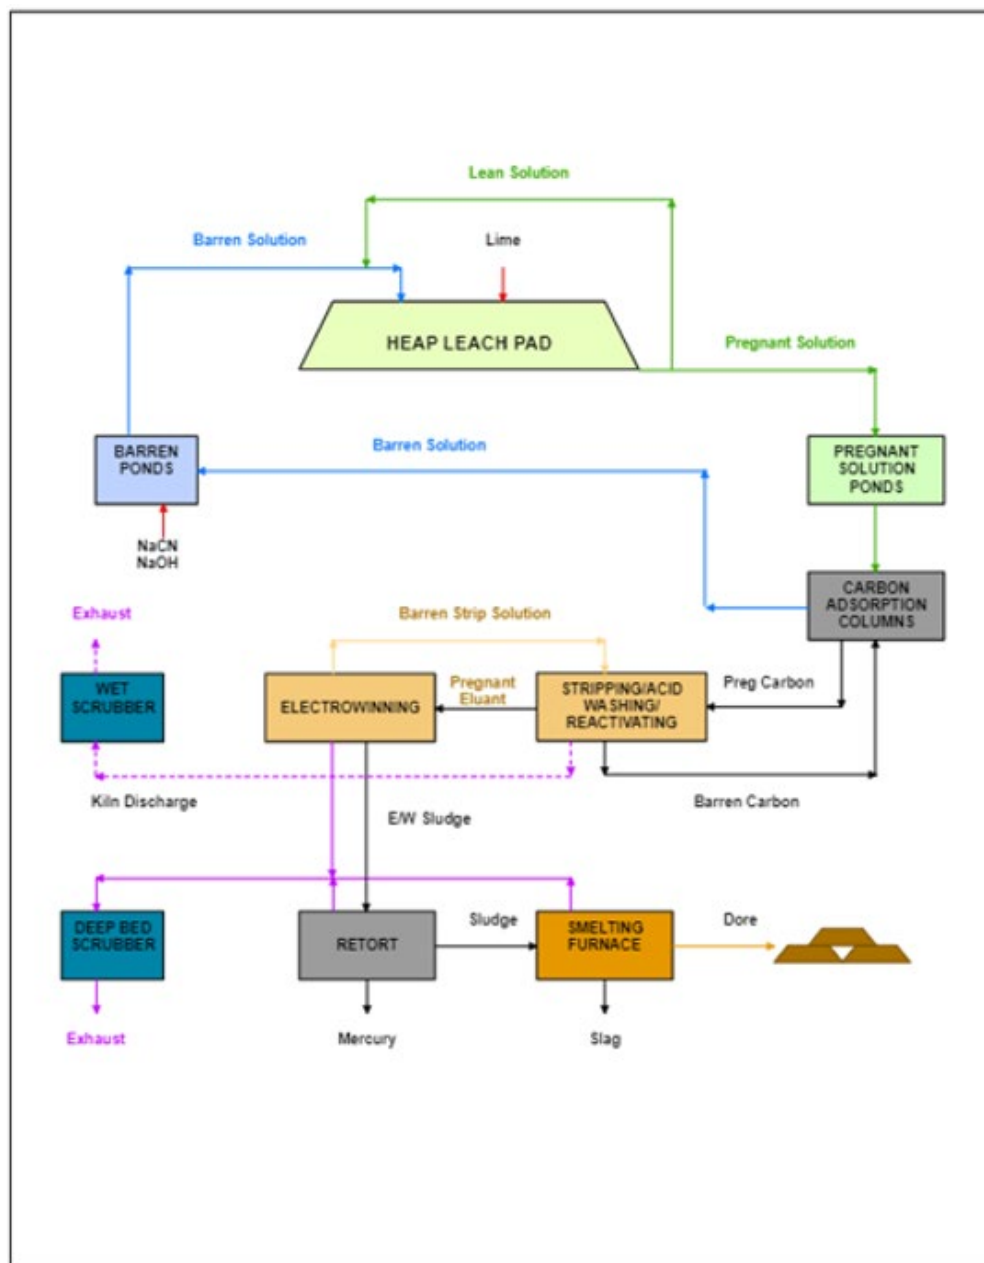 Lean Solution
Barren Solution
Lime
HEAP LEACH PAD
Pregnant Solution
BARREN
PONDS
Barren Solution
PREGNANT
SOLUTION
PONDS
NaCN
NaOH
CARBON
ADSORPTION
COLUMNS
Exhaust
Barren Strip Solution
WET
SCRUBBER
ELECTROWINNING
Pregnant
Eluant
STRIPPING/ACID
WASHING/
REACTIVATING
Preg Carbon
Kiln Discharge
E/W Sludge
Barren Carbon
DEEP BED
SCRUBBER
RETORT
Sludge
SMELTING
FURNACE
Dore
Exhaust
Mercury
Slag